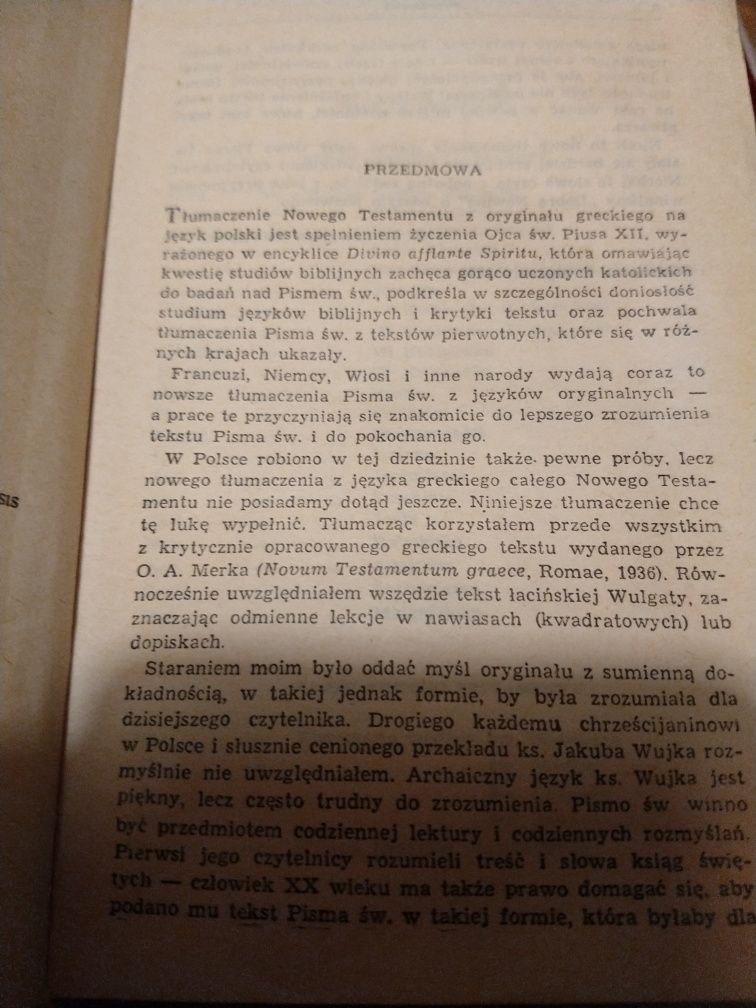 SIS
PRZEDMOWA
Tłumaczenie Nowego Testamentu z oryginału greckiego na
język polski jest spełnieniem życzenia Ojca św. Piusa XII, wy-
rażonego w encyklice Divino afflante Spiritu, która omawiając
kwestię studiów biblijnych zachęca gorąco uczonych katolickich
do badań nad Pismem św., podkreśla w szczególności doniosłość
studium języków biblijnych i krytyki tekstu oraz pochwala
tłumaczenia Pisma św. z tekstów pierwotnych, które się w róż-
nych krajach ukazały.
Francuzi, Niemcy, Włosi i inne narody wydają coraz to
nowsze tłumaczenia Pisma św. z języków oryginalnych —
a prace te przyczyniają się znakomicie do lepszego zrozumienia
tekstu Pisma św. i do pokochania go.
W Polsce robiono w tej dziedzinie także pewne próby, lecz
nowego tłumaczenia z języka greckiego całego Nowego Testa-
mentu nie posiadamy dotąd jeszcze. Niniejsze tłumaczenie chce
tę lukę wypełnić. Tłumacząc korzystałem przede wszystkim
z krytycznie opracowanego greckiego tekstu wydanego przez
O. A. Merka (Novum Testamentum graece, Romae, 1936). Rów-
nocześnie uwzględniałem wszędzie tekst łacińskiej Wulgaty, za-
znaczając odmienne lekcje w nawiasach (kwadratowych) lub
dopiskach.
Staraniem moim było oddać myśl oryginału z sumienną do-
kładnością, w takiej jednak formie, by była zrozumiała dla
dzisiejszego czytelnika. Drogiego każdemu chrześcijaninowi
w Polsce i słusznie cenionego przekładu ks. Jakuba Wujka roz-
myślnie nie uwzględniałem. Archaiczny język ks. Wujka jest
piękny, lecz często trudny do zrozumienia. Pismo św winno
być przedmiotem codziennej lektury i codziennych rozmyślań.
Pierwsi jego czytelnicy rozumieli treść i słowa ksiąg świę-
tych — człowiek XX wieku ma także prawo domagać się, aby
podano mu tekst Pisma św. w takiej formie, która byłaby dla